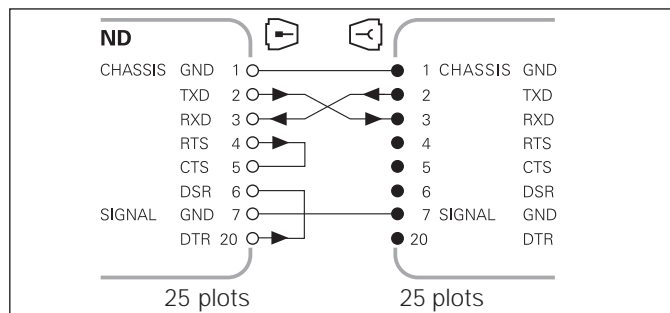 ND
CHASSIS GND 1 1 CHASSIS GND
TXD 2 2 TXD
RXD 3 3 RXD
RTS 4 4 RTS
CTS 5 5 CTS
DSR 6 6 DSR
SIGNAL GND 7 7 SIGNAL GND
DTR 20 20 DTR
25 plots 25 plots